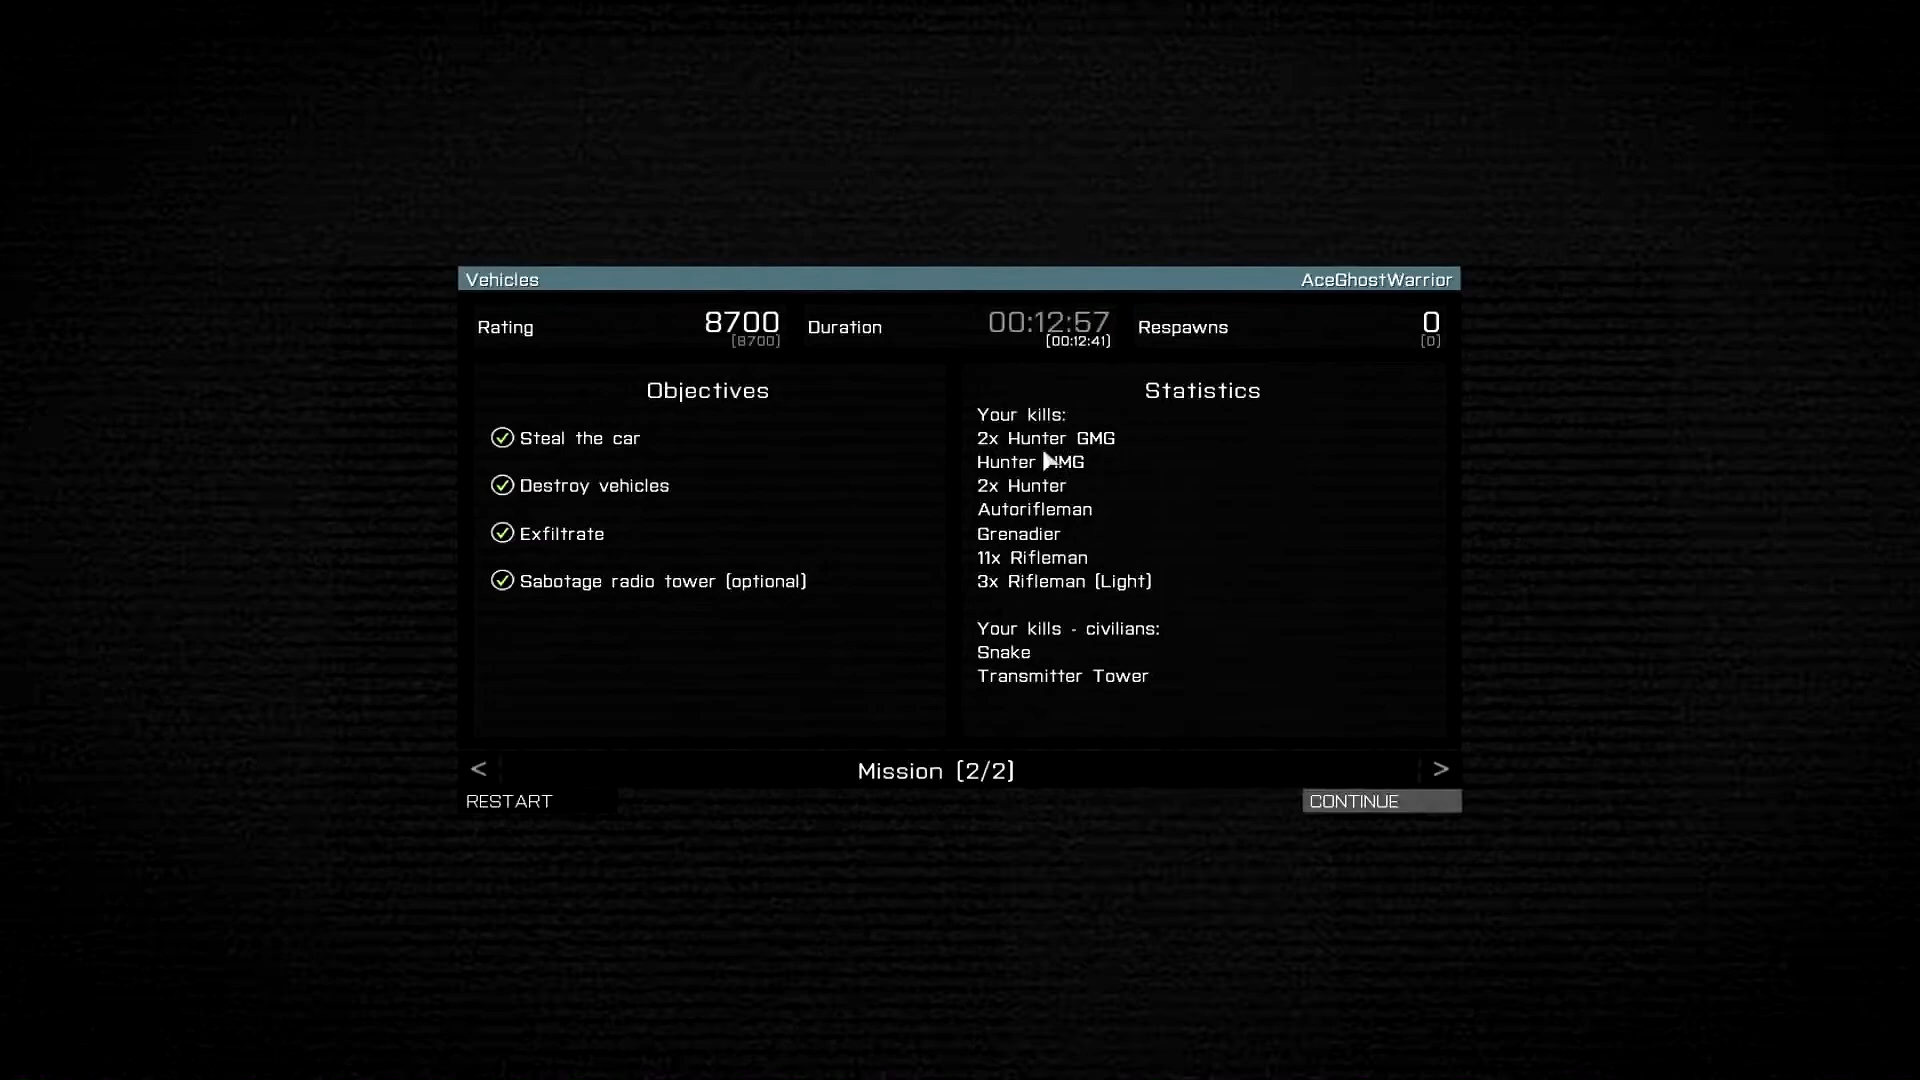 Vehicles AceGhostWarrior
Rating 8700 Duration 00:12:57 Respawns 0
[8700] [00:12:41] [0]
Objectives
Steal the car
Destroy vehicles
Exfiltrate
Sabotage radio tower [optional]
Statistics
Your kills:
2x Hunter GMG
Hunter
2x Hunter
Autorifleman
Grenadier
11x Rifleman
3x Rifleman [Light]
Your kills - civilians:
Snake
Transmitter Tower
< Mission [2/2] >
RESTART CONTINUE